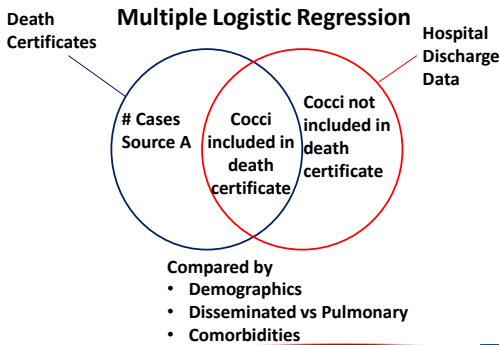 Multiple Logistic Regression
Death
Certificates
Hospital
Discharge
Data
# Cases
Source A
Cocci
included in
death
certificate
Cocci not
included in
death
certificate
Compared by
• Demographics
• Disseminated vs Pulmonary
• Comorbidities